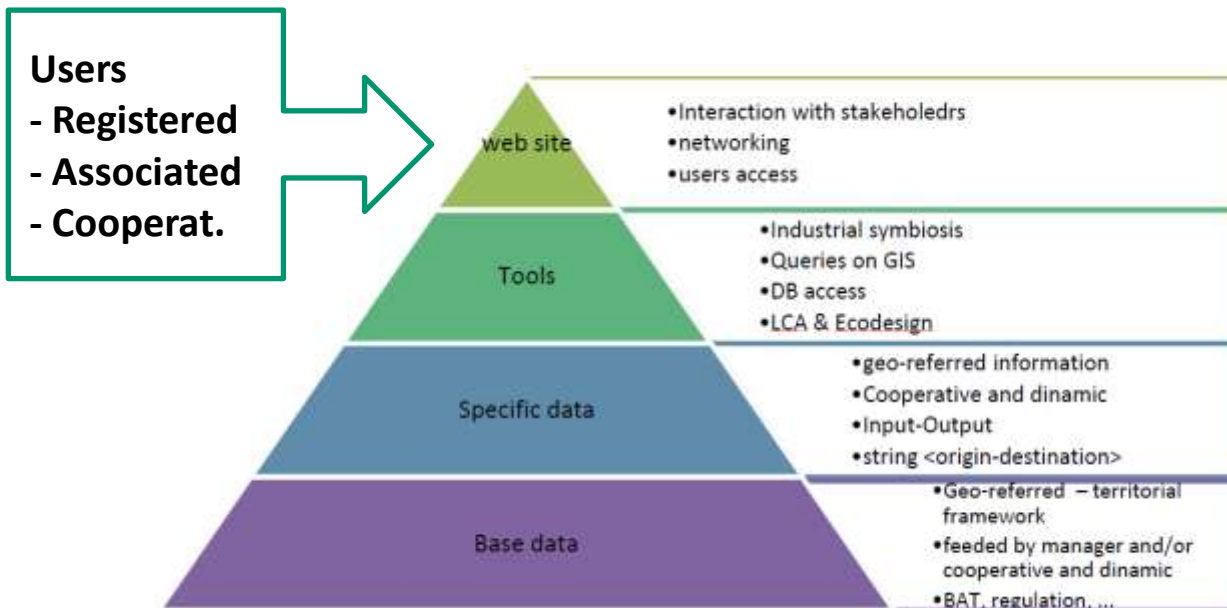 Users
- Registered
- Associated
- Cooperat.
web site
•Interaction with stakeholedrs
•networking
•users access
Tools
•Industrial symbiosis
•Queries on GIS
•DB access
•LCA & Ecodesign
Specific data
•geo-referred information
•Cooperative and dinamic
•Input-Output
•string <origin-destination>
Base data
•Geo-referred – territorial
framework
•feeded by manager and/or
cooperative and dinamic
•BAT, regulation, ...